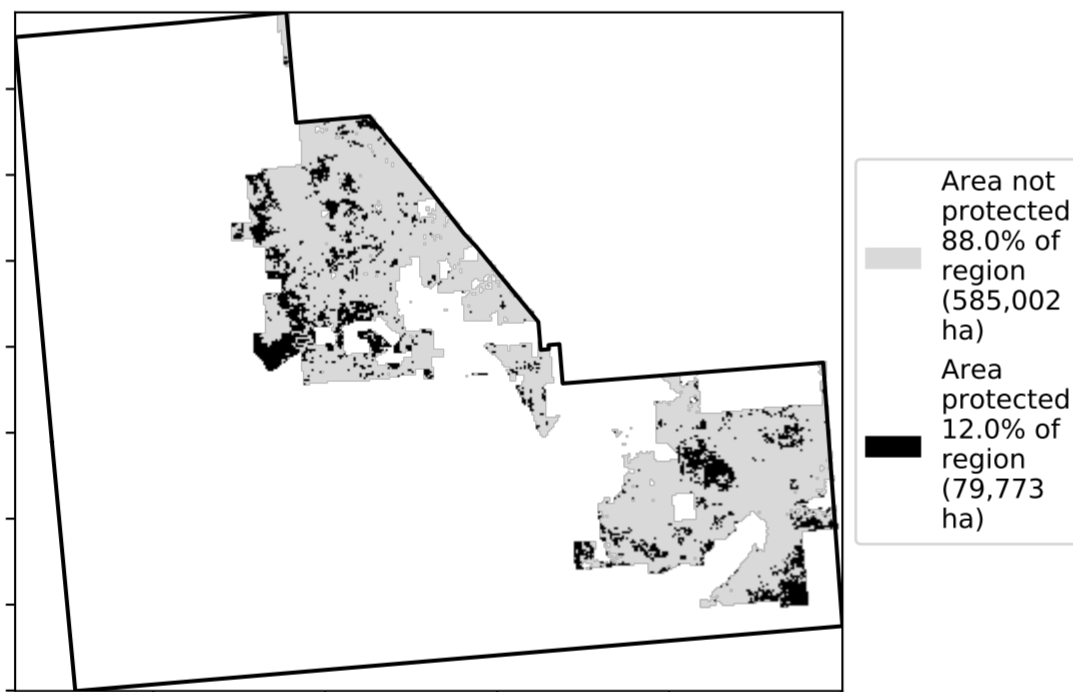 Area not
protected
88.0% of
region
(585,002
ha)
Area
protected
12.0% of
region
(79,773
ha)